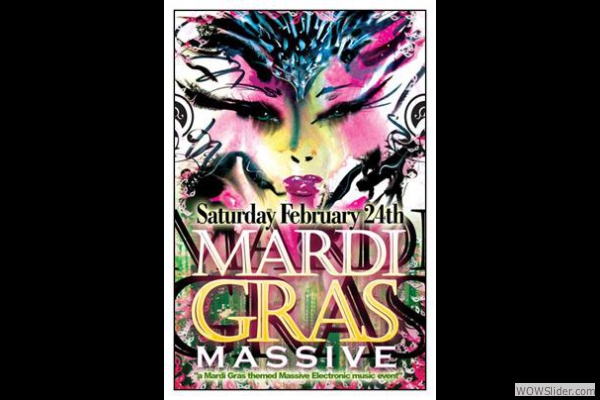 Saturday February 24th
MARDI
GRAS
MASSIVE
"a Mardi Gras themed Massive Electronic music event"
WOWSlider.com